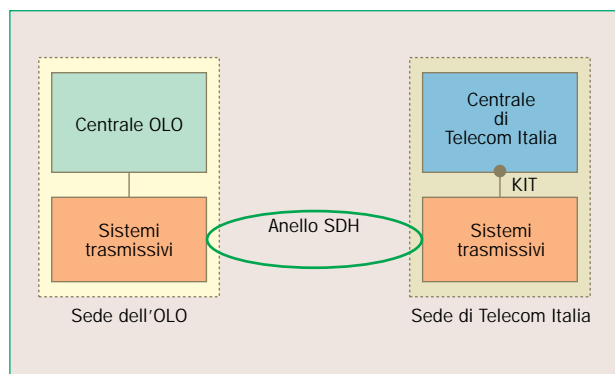 Centrale OLO
Sistemi
trasmissivi
Sede dell'OLO
Anello SDH
Centrale
di
Telecom Italia
KIT
Sistemi
trasmissivi
Sede di Telecom Italia